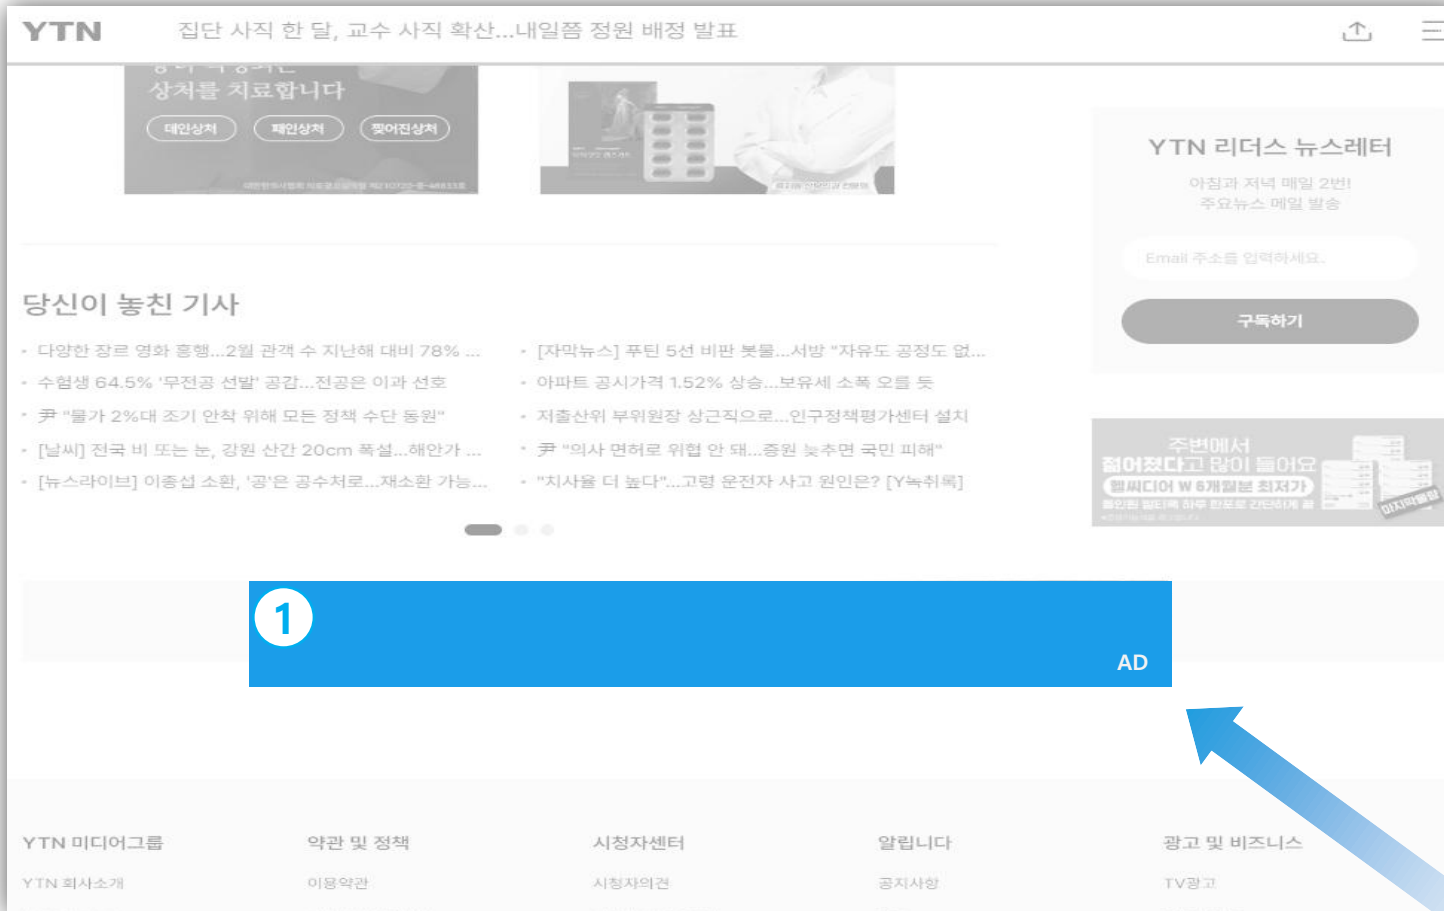 YTN
집단 사직 한 달, 교수 사직 확산...내일쯤 정원 배정 발표
상처를 치료합니다
대인상처 패인상처 찢어진상처
YTN 리더스 뉴스레터
아침과 저녁 매일 2번!
주요뉴스 메일 발송
Email 주소를 입력하세요.
구독하기
당신이 놓친 기사
다양한 장르 영화 흥행...2월 관객 수 지난해 대비 78% ...
수험생 64.5% '무전공 선발' 공감...전공은 이과 선호
尹 "물가 2%대 조기 안착 위해 모든 정책 수단 동원"
[날씨] 전국 비 또는 눈, 강원 산간 20cm 폭설...해안가 ...
[뉴스라이브] 이종섭 소환, '공'은 공수처로...재소환 가능...
[자막뉴스] 푸틴 5선 비판 봇물...서방 "자유도 공정도 없...
아파트 공시가격 1.52% 상승...보유세 소폭 오를 듯
저출산위 부위원장 상근직으로...인구정책평가센터 설치
尹 "의사 면허로 위협 안 돼...증원 늦추면 국민 피해"
"치사율 더 높다"...고령 운전자 사고 원인은? [Y녹취록]
주변에서
젊어졌다고 많이 들어요
헬씨디어 W 6개월분 최저가
마지막물량
1
AD
YTN 미디어그룹
YTN 회사소개
약관 및 정책
이용약관
시청자센터
시청자의견
알립니다
공지사항
광고 및 비즈니스
TV광고